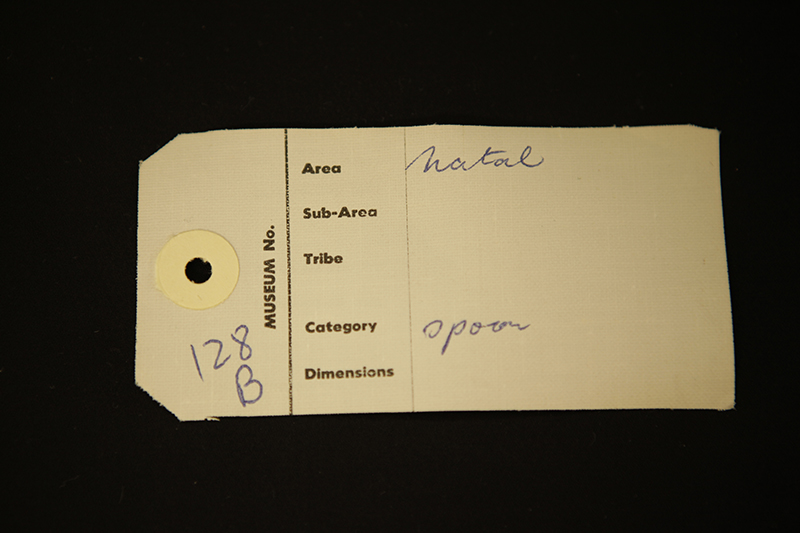 MUSEUM No.
128
B
Area Natal
Sub-Area
Tribe
Category spoon
Dimensions